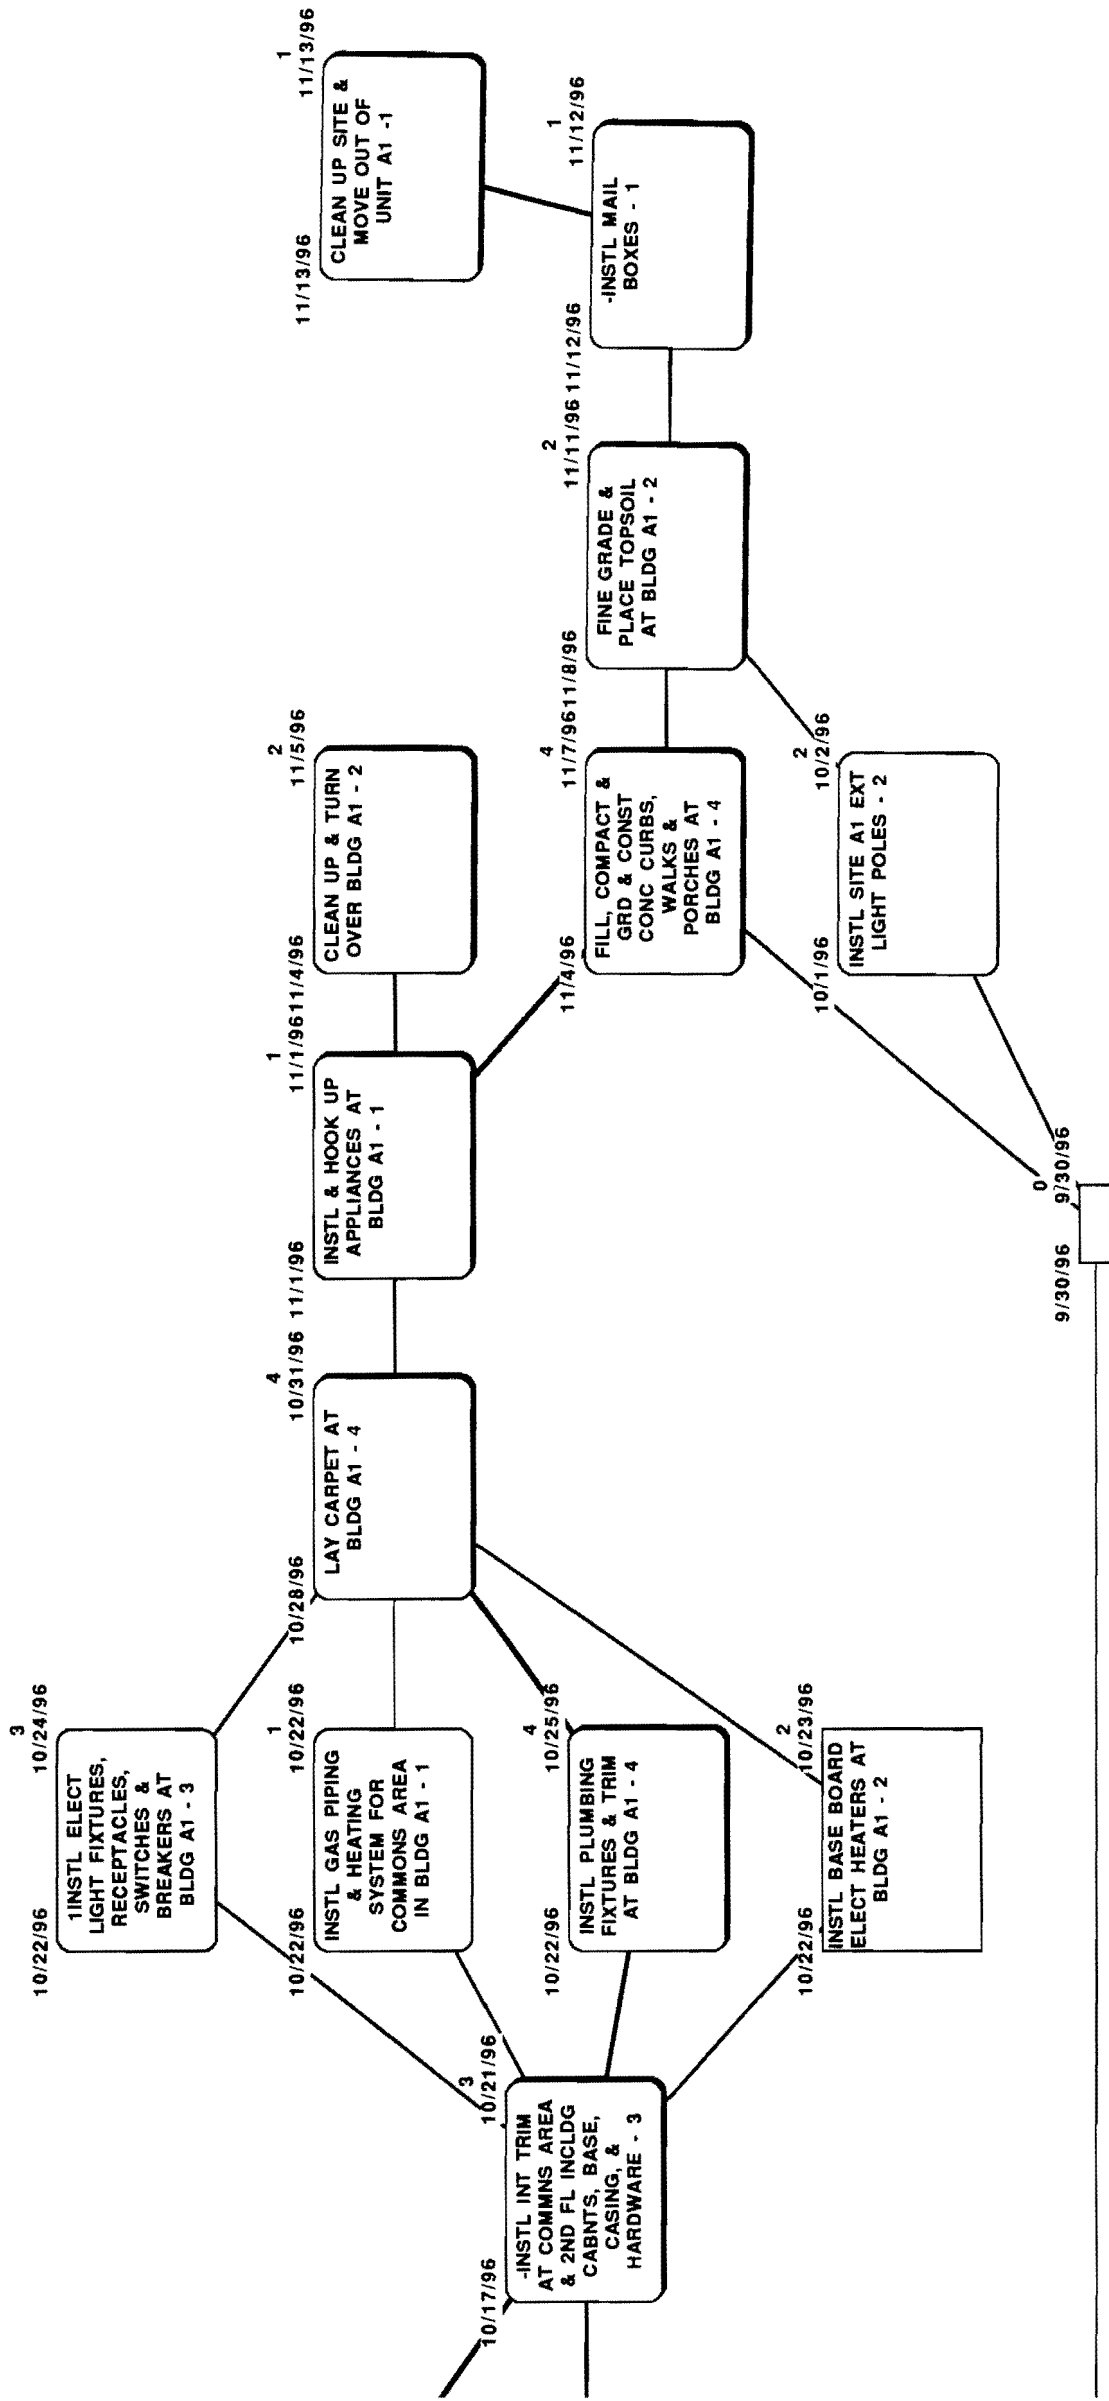 10/17/96
3
10/21/96
-INSTL INT TRIM
AT COMMNS AREA
& 2ND FL INCLDG
CABNTS, BASE,
CASING, &
HARDWARE - 3
10/22/96
3
10/24/96
1INSTL ELECT
LIGHT FIXTURES,
RECEPTACLES,
SWITCHES &
BREAKERS AT
BLDG A1 - 3
10/22/96
1
10/22/96
INSTL GAS PIPING
& HEATING
SYSTEM FOR
COMMONS AREA
IN BLDG A1 - 1
10/22/96
4
10/25/96
INSTL PLUMBING
FIXTURES & TRIM
AT BLDG A1 - 4
10/22/96
2
10/23/96
INSTL BASE BOARD
ELECT HEATERS AT
BLDG A1 - 2
10/28/96
4
10/31/96
LAY CARPET AT
BLDG A1 - 4
11/1/96
1
11/1/96
INSTL & HOOK UP
APPLIANCES AT
BLDG A1 - 1
11/4/96
2
11/5/96
CLEAN UP & TURN
OVER BLDG A1 - 2
11/4/96
4
11/7/96
FILL, COMPACT &
GRD & CONST
CONC CURBS,
WALKS &
PORCHES AT
BLDG A1 - 4
9/30/96
0
9/30/96
10/1/96
2
10/2/96
INSTL SITE A1 EXT
LIGHT POLES - 2
11/8/96
2
11/11/96
FINE GRADE &
PLACE TOPSOIL
AT BLDG A1 - 2
11/12/96
1
11/12/96
-INSTL MAIL
BOXES - 1
11/13/96
1
11/13/96
CLEAN UP SITE &
MOVE OUT OF
UNIT A1 -1